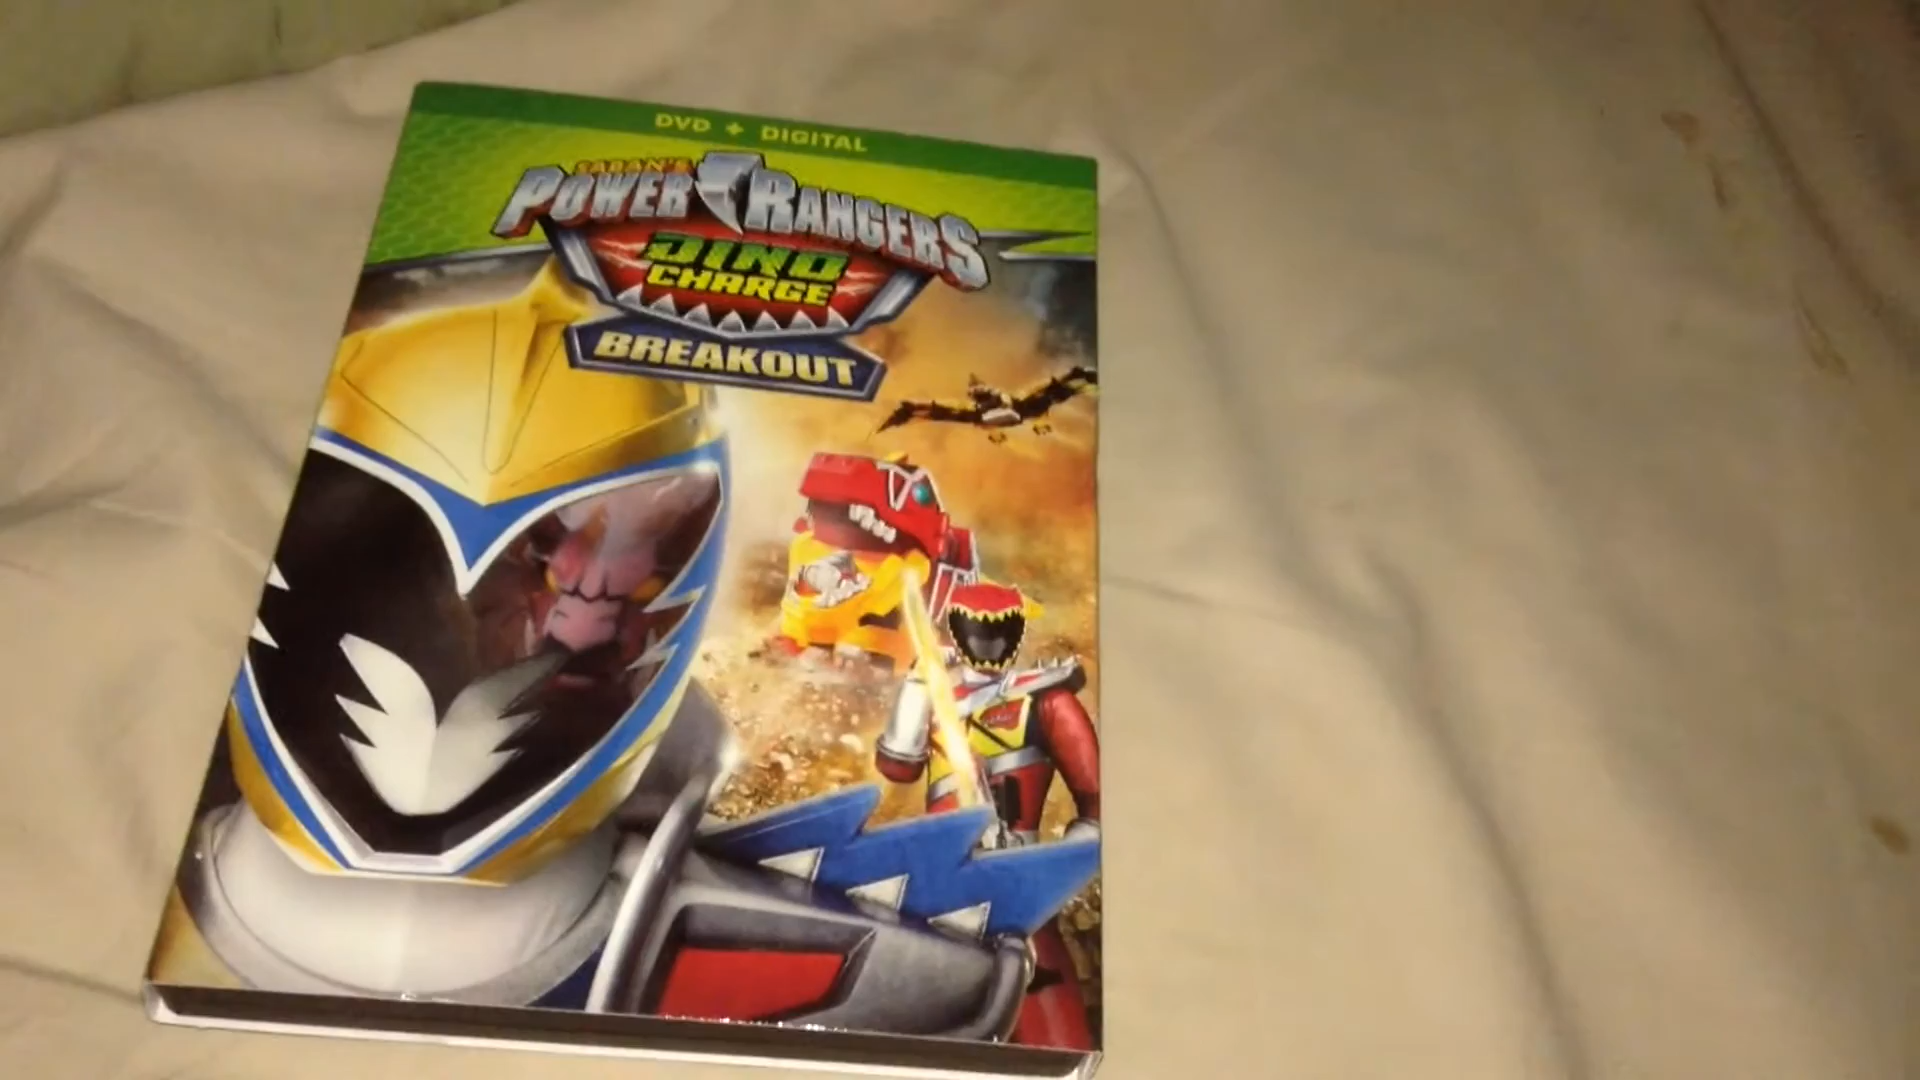 DVD + DIGITAL
SABAN'S
POWER RANGERS
DINO
CHARGE
BREAKOUT